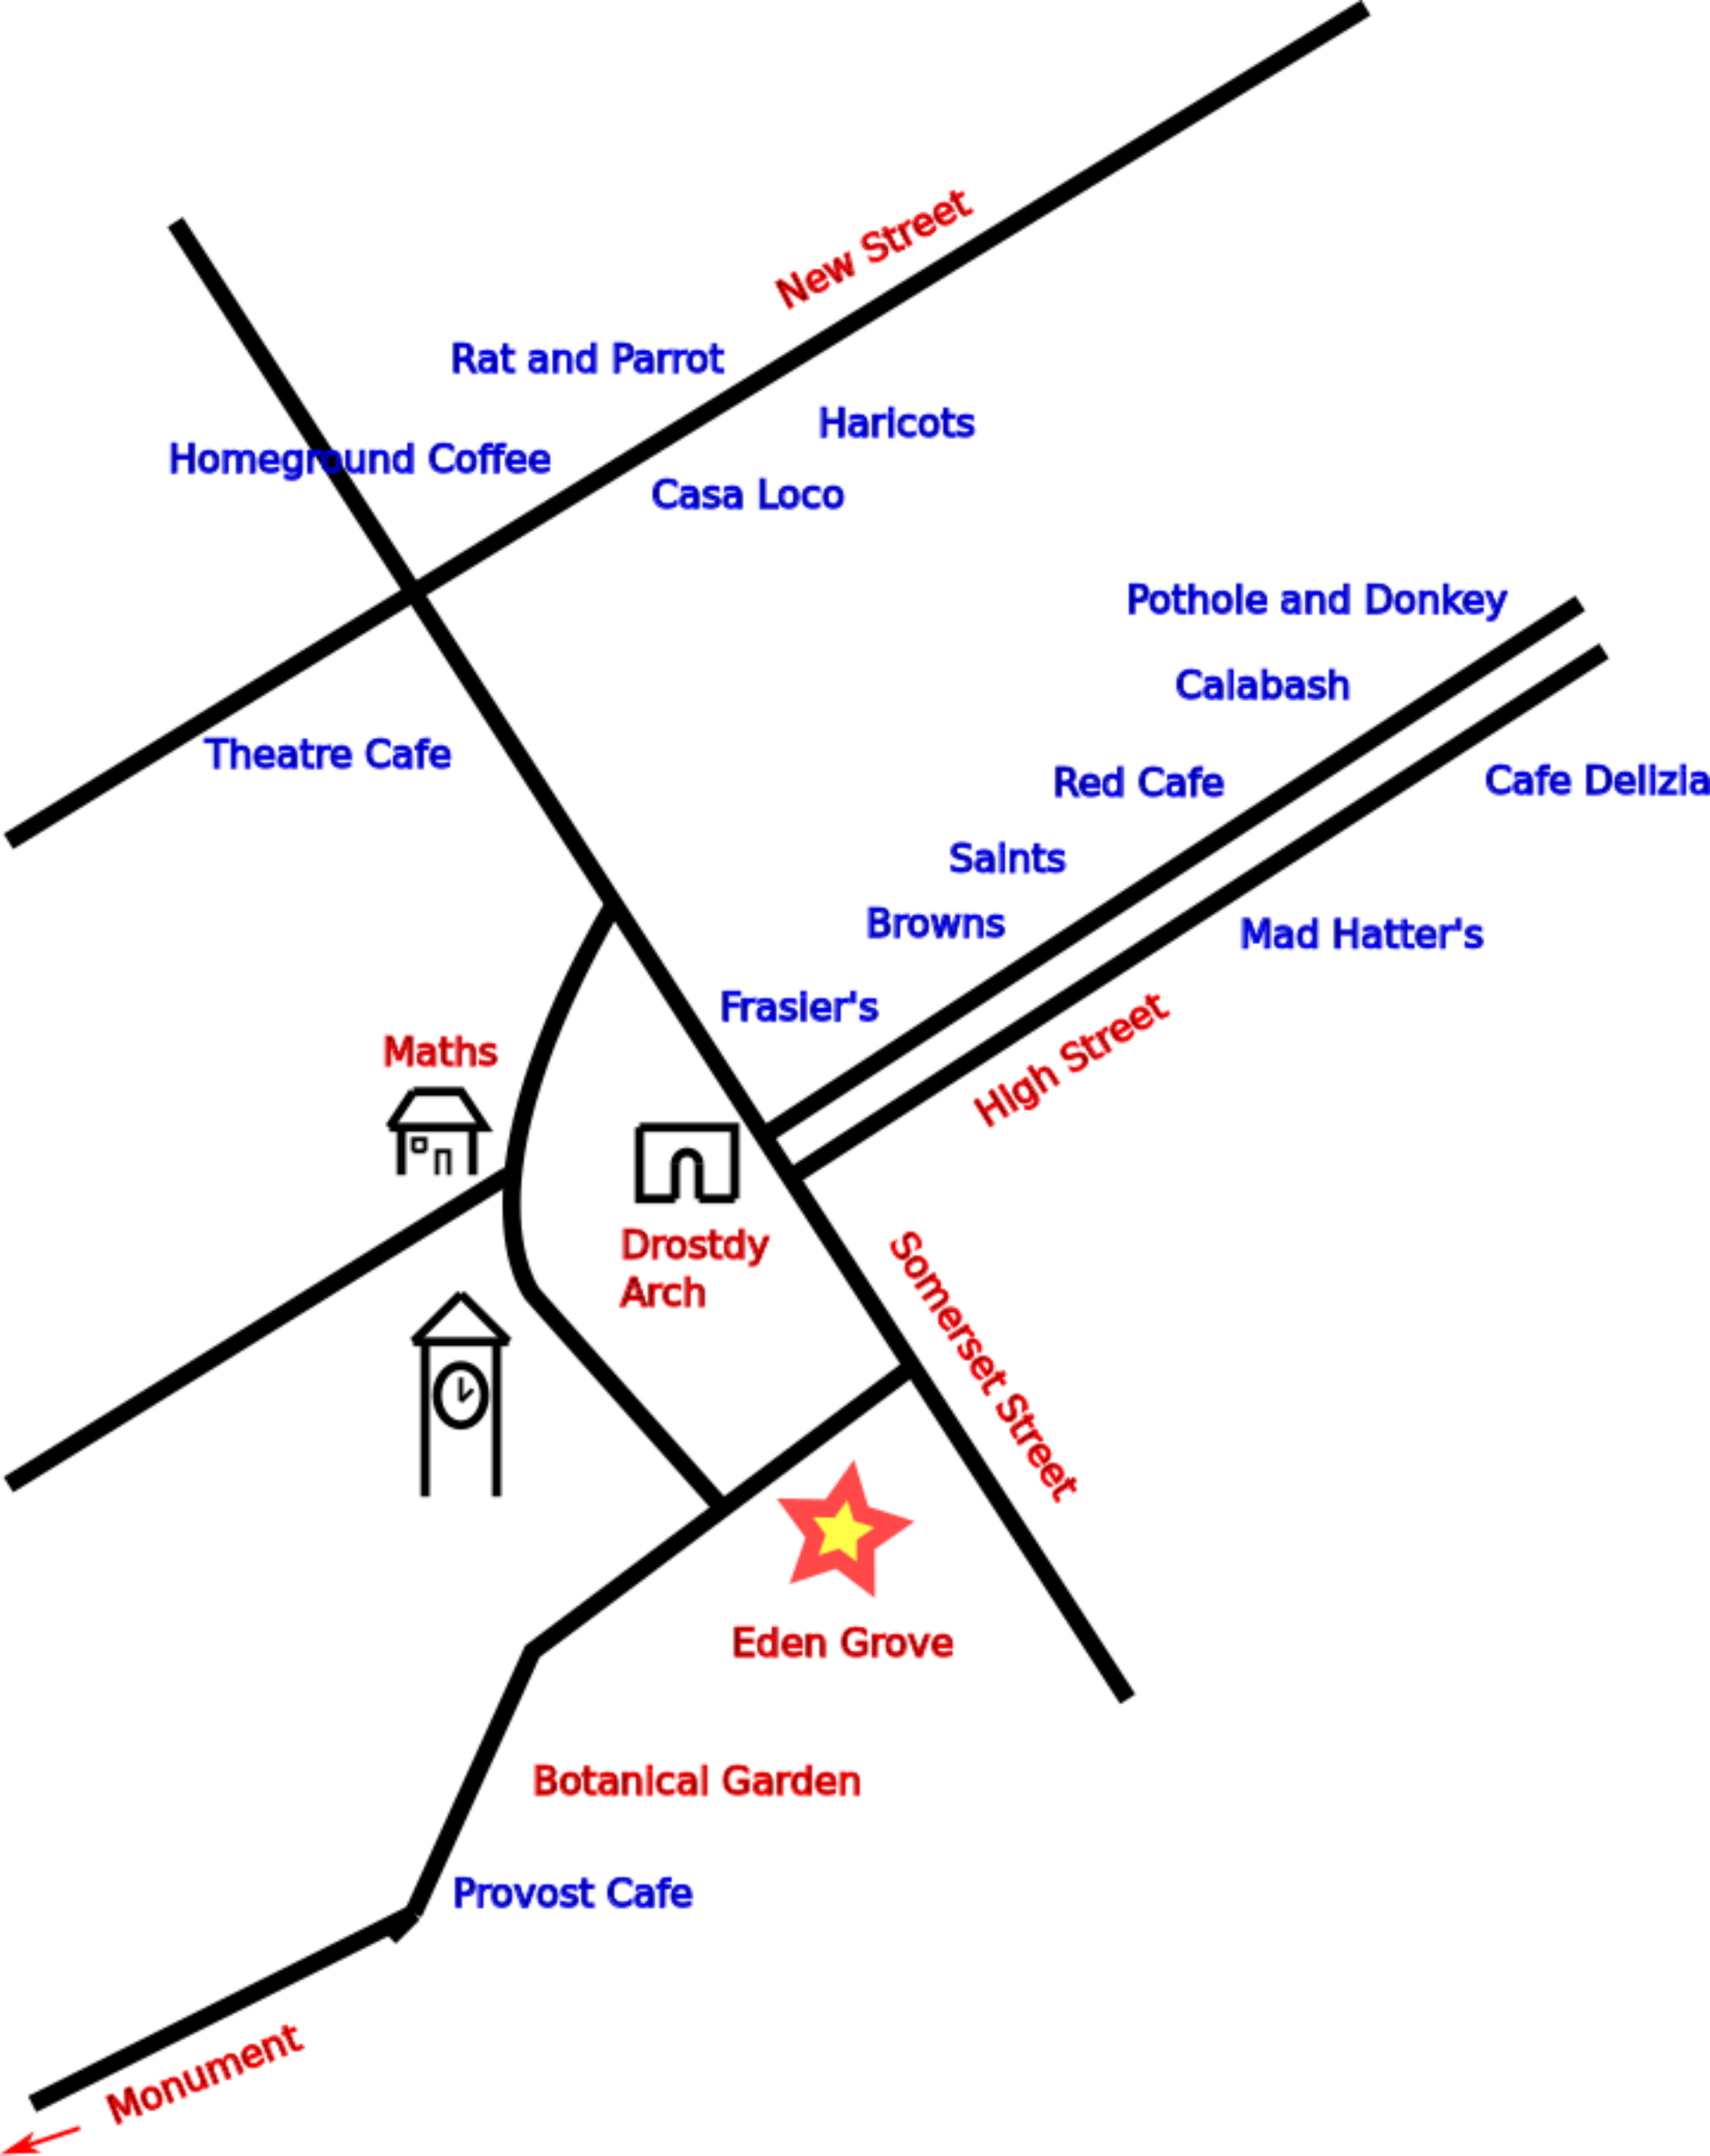 New Street
Rat and Parrot
Haricots
Homeground Coffee
Casa Loco
Pothole and Donkey
Calabash
Theatre Cafe
Red Cafe
Cafe Delizia
Saints
Browns
Mad Hatter's
Frasier's
HIgh Street
Maths
Drostdy
Arch
Somerset Street
Eden Grove
Botanical Garden
Provost Cafe
Monument